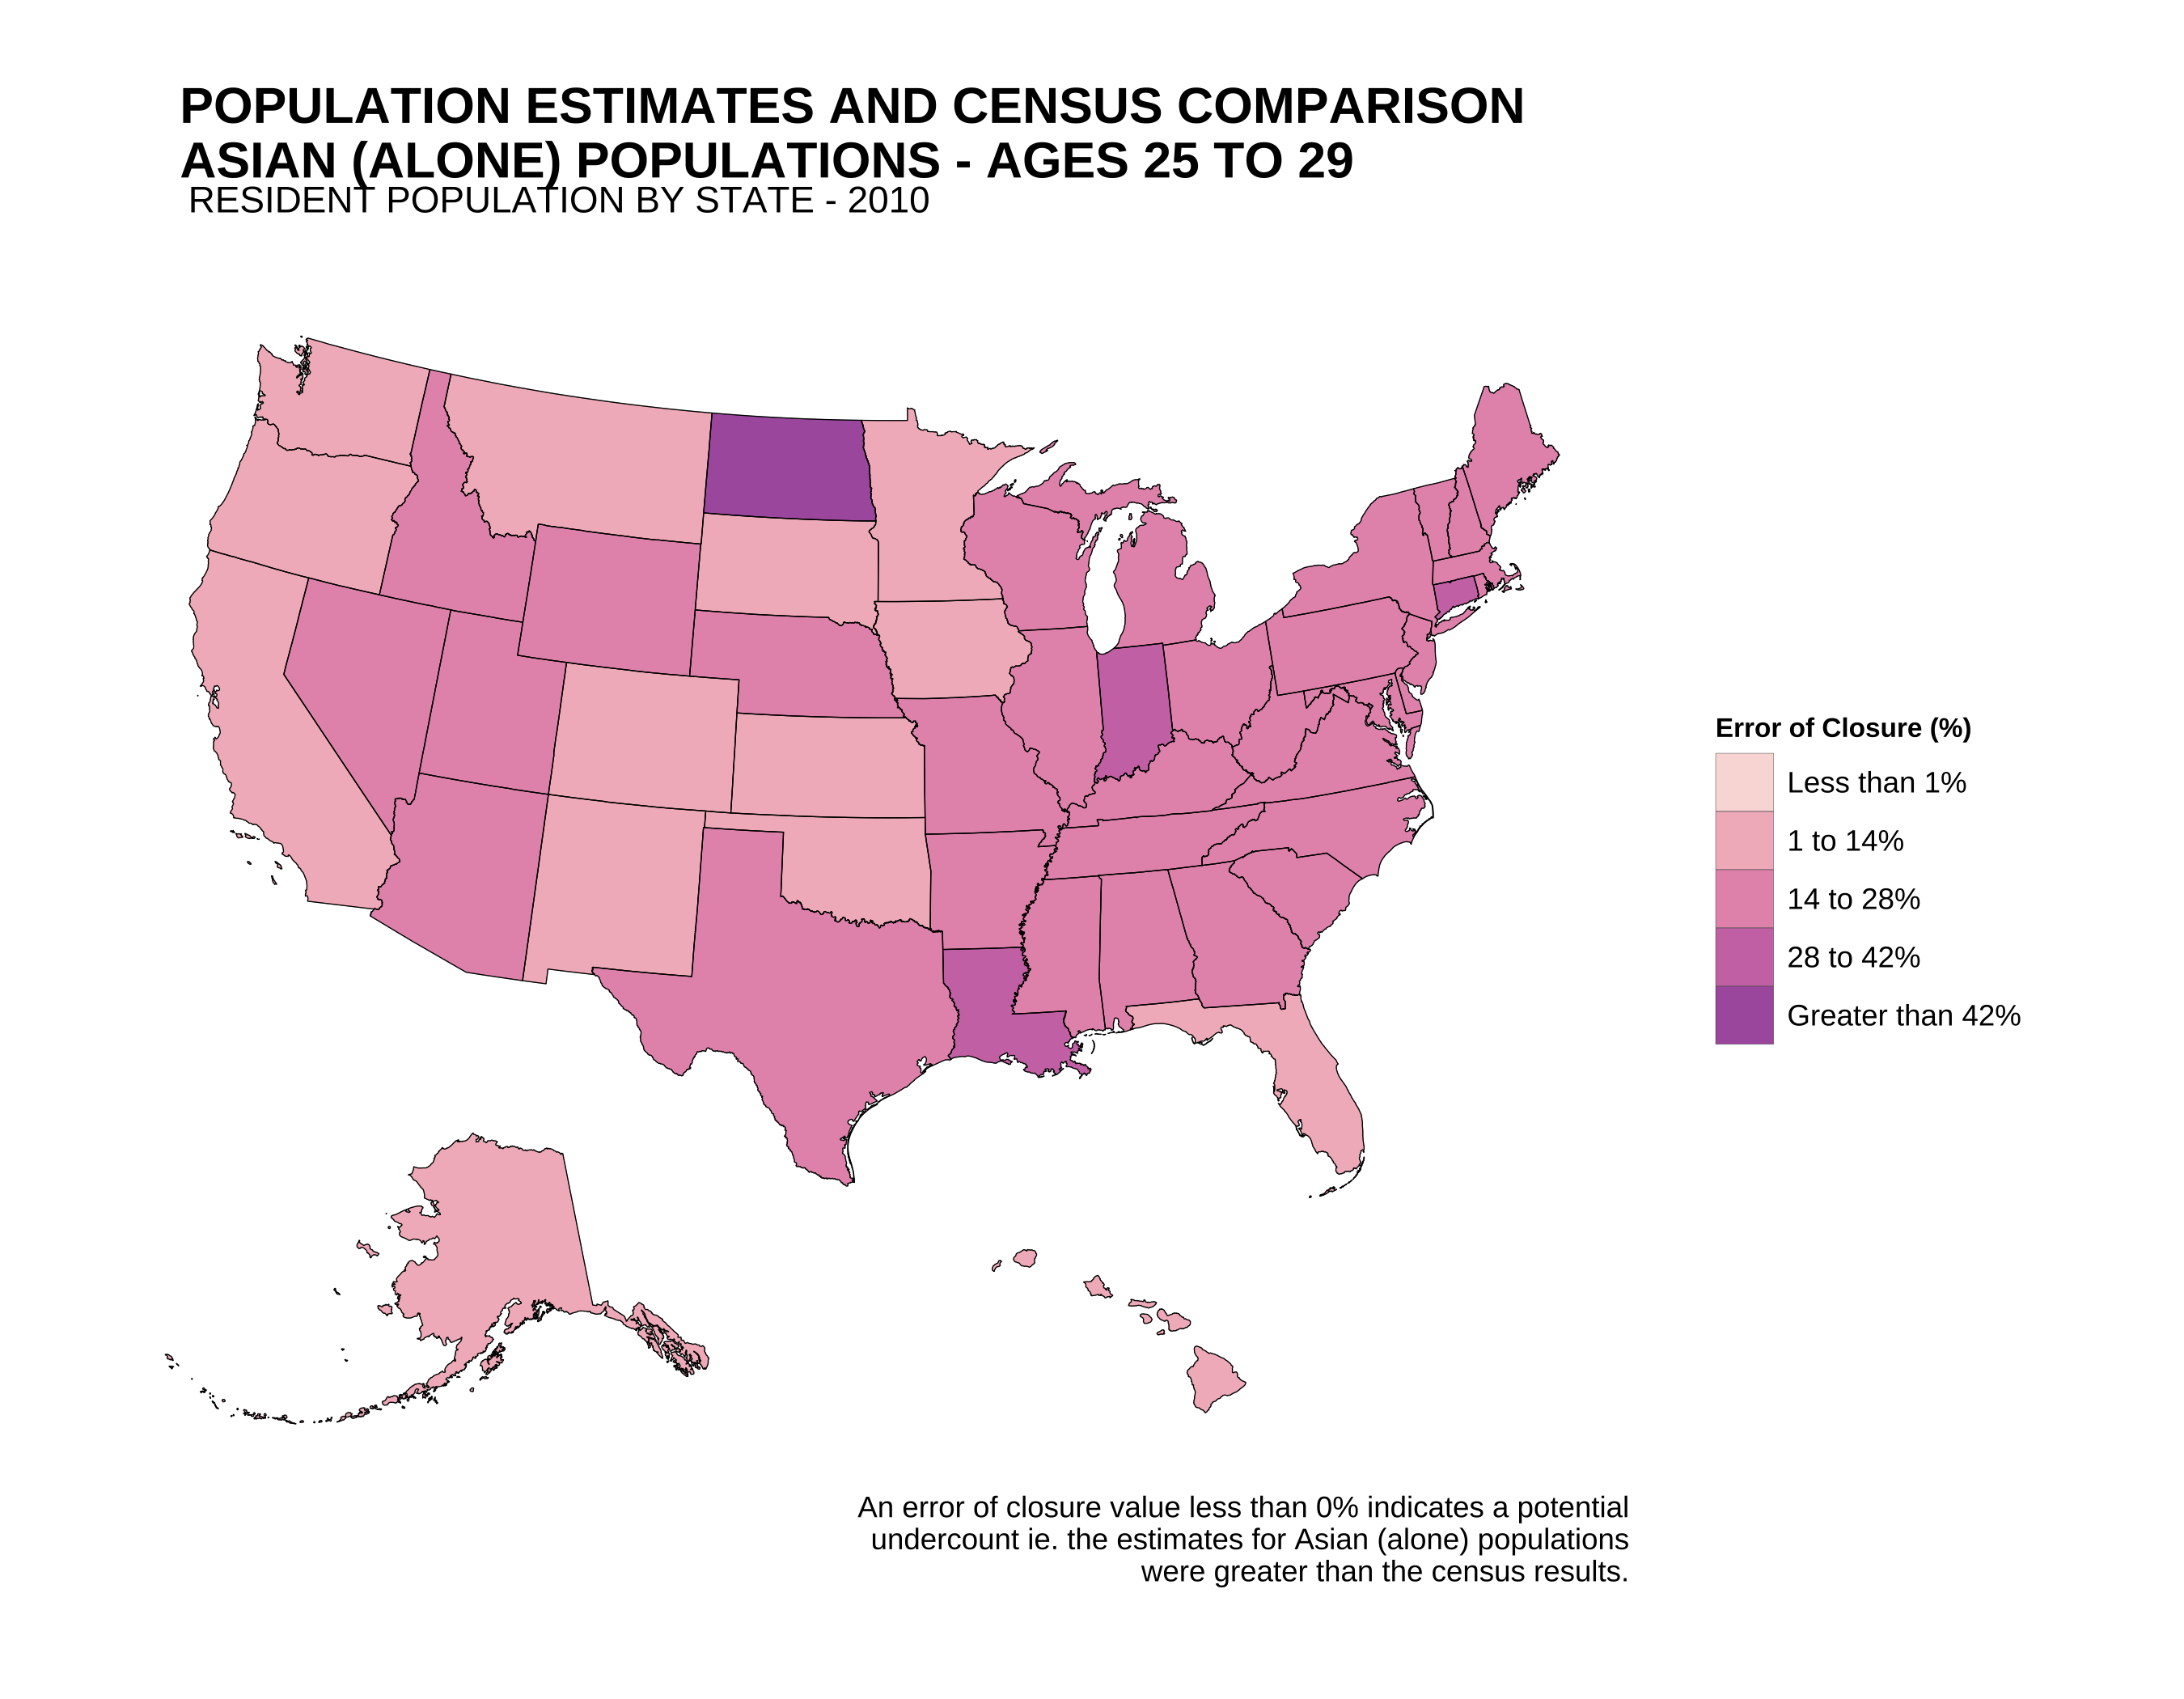 POPULATION ESTIMATES AND CENSUS COMPARISON
ASIAN (ALONE) POPULATIONS - AGES 25 TO 29
RESIDENT POPULATION BY STATE - 2010
Error of Closure (%)
Less than 1%
1 to 14%
14 to 28%
28 to 42%
Greater than 42%
An error of closure value less than 0% indicates a potential
undercount ie. the estimates for Asian (alone) populations
were greater than the census results.